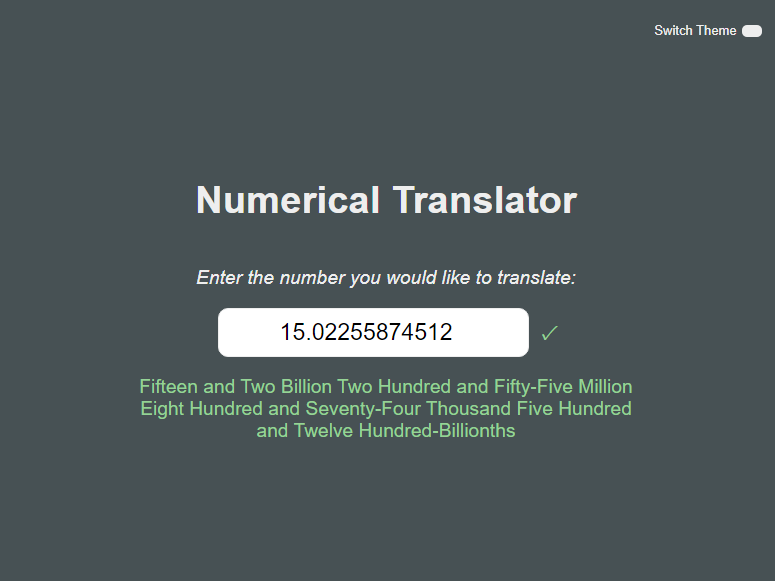 Switch Theme
Numerical Translator
Enter the number you would like to translate:
15.02255874512 ✓
Fifteen and Two Billion Two Hundred and Fifty-Five Million
Eight Hundred and Seventy-Four Thousand Five Hundred
and Twelve Hundred-Billionths